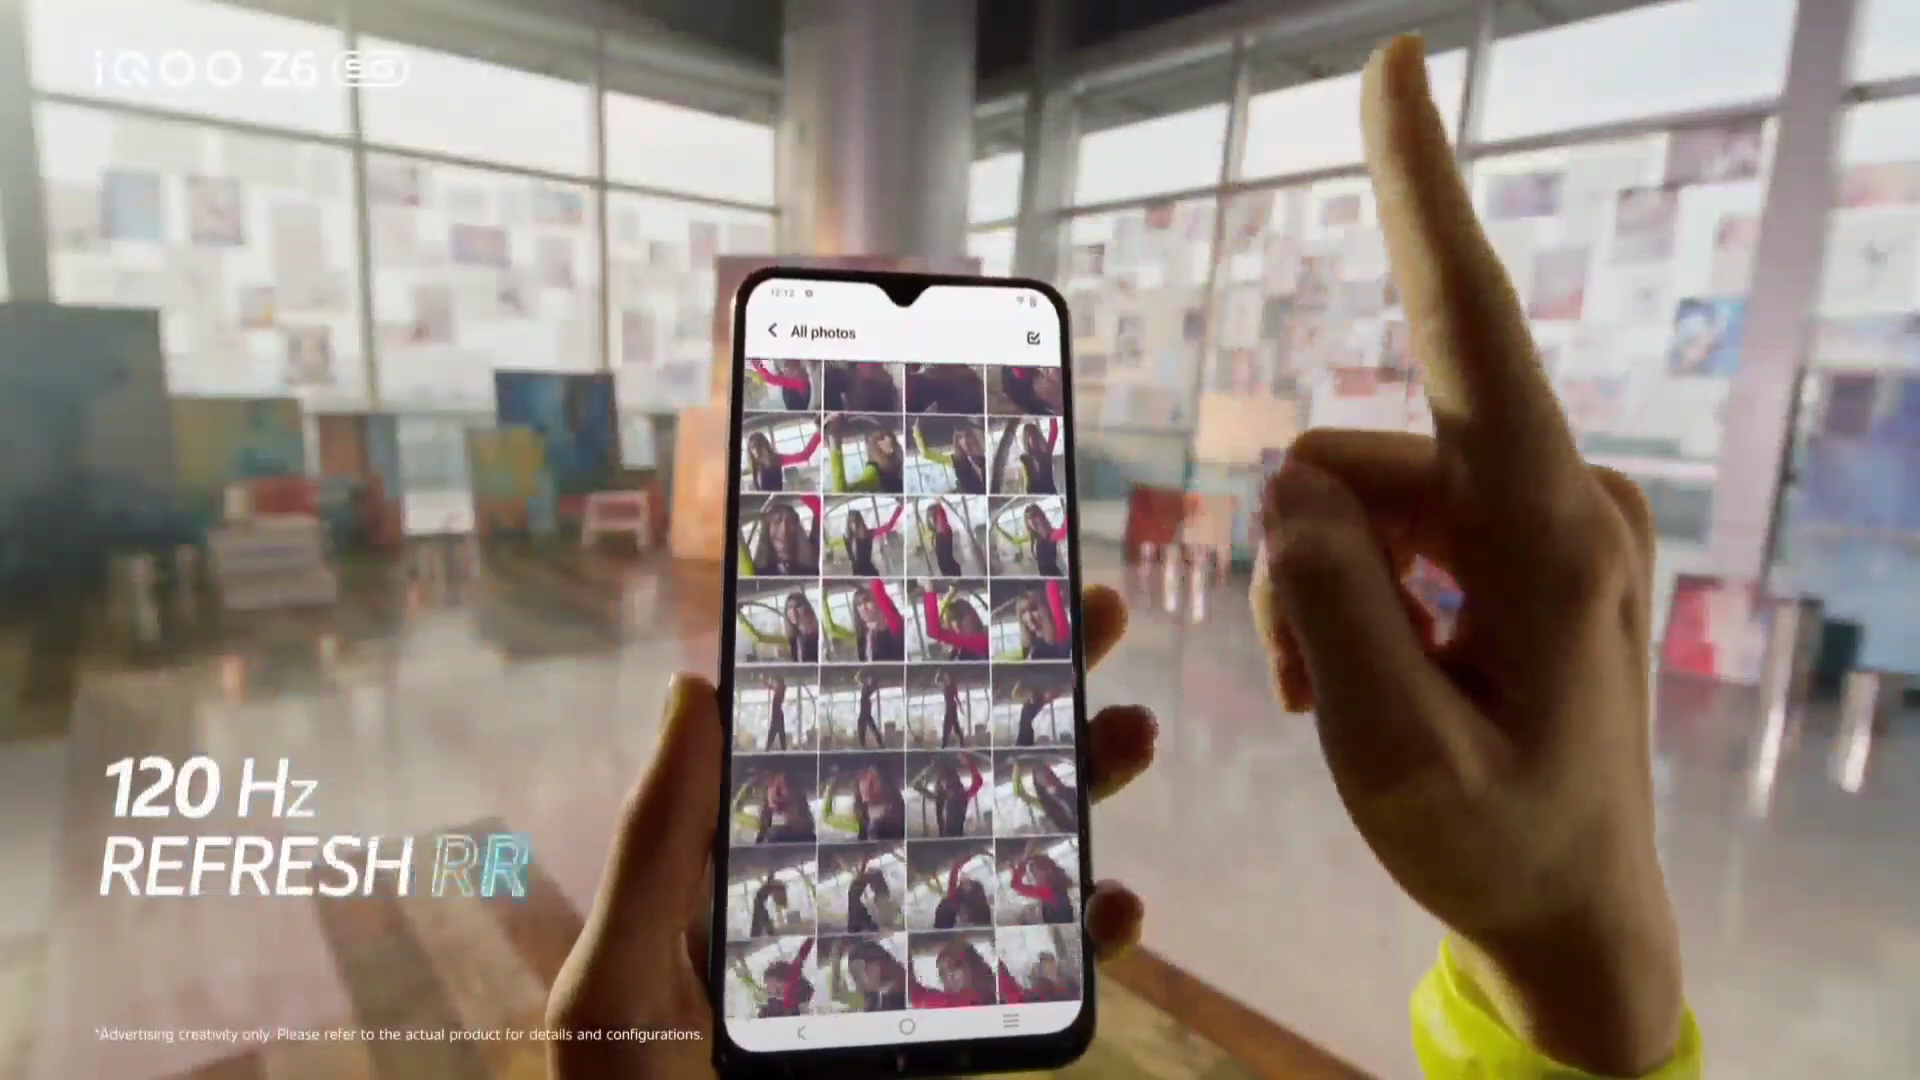 iQOO Z6 5G
12:12
All photos
120 Hz
REFRESH RR
*Advertising creativity only. Please refer to the actual product for details and configurations.